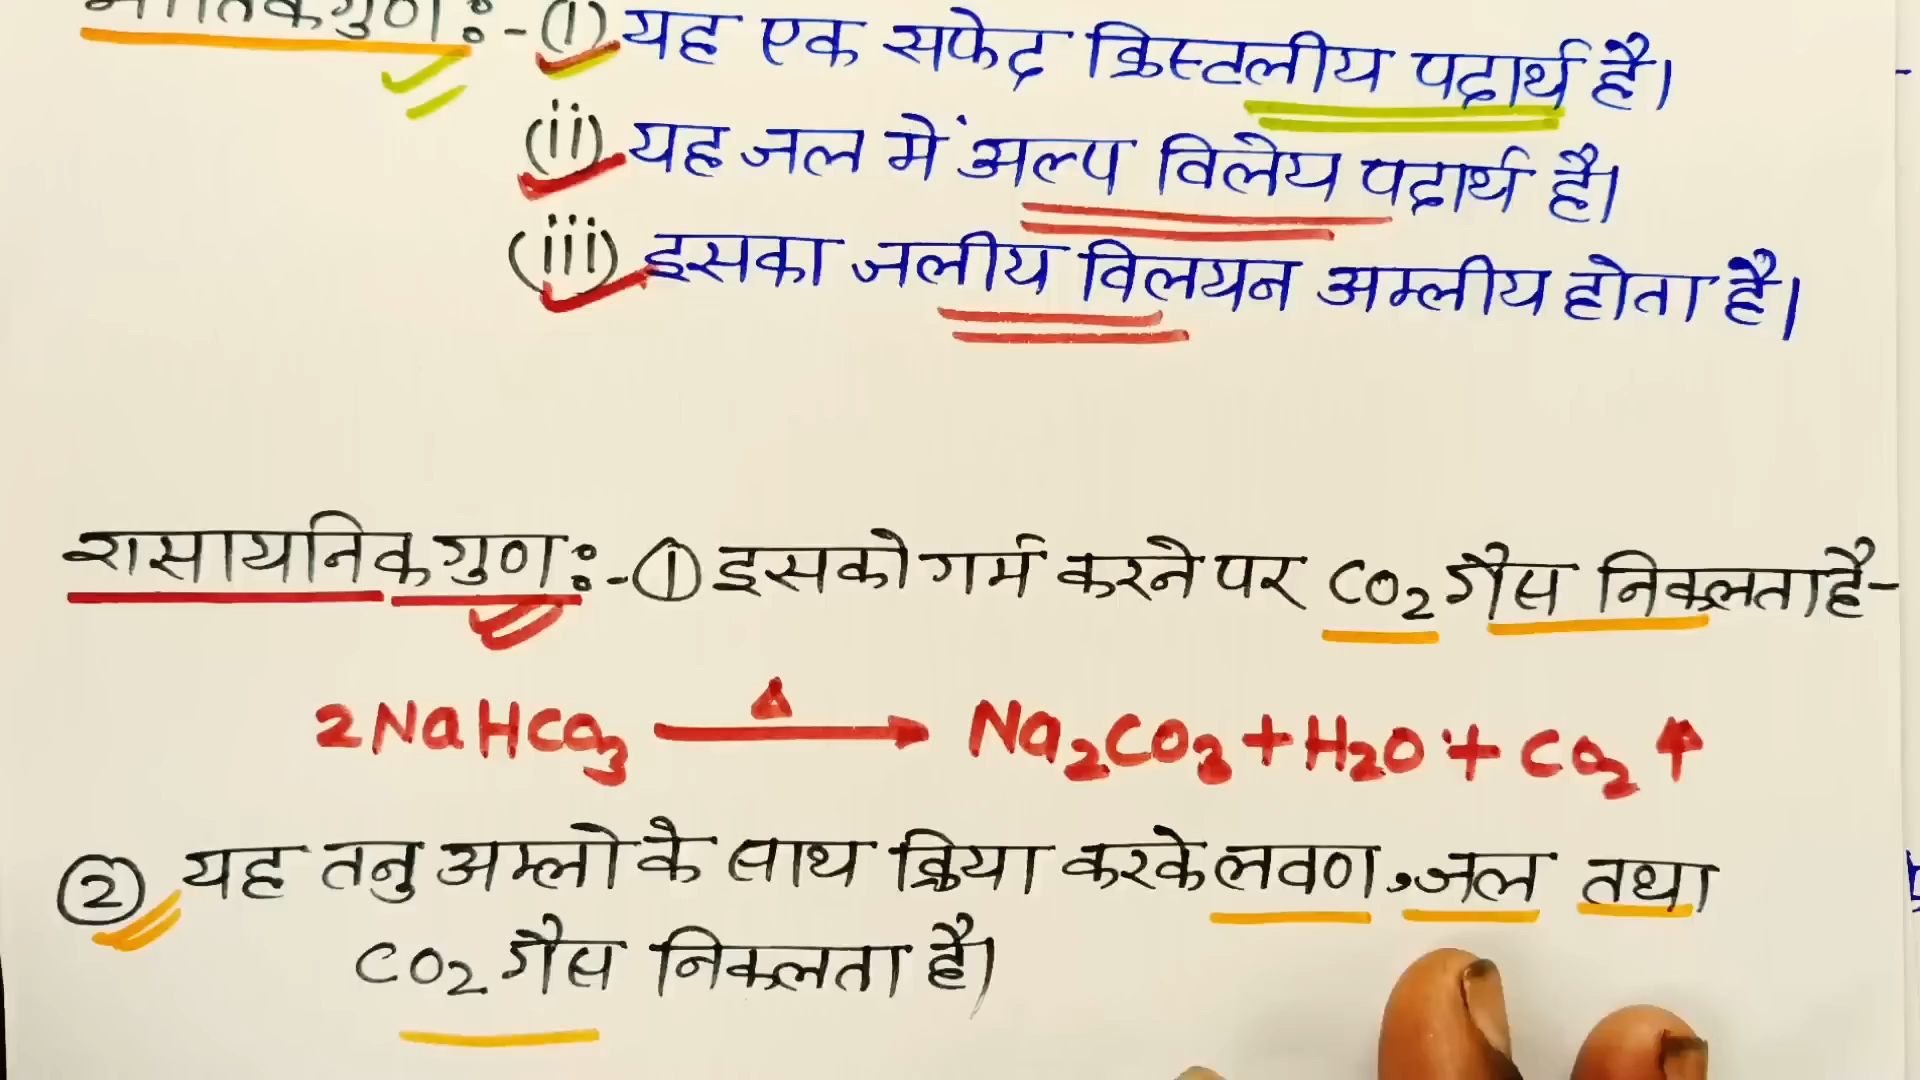 भौतिक गुण :- (i) यह एक सफेद क्रिस्टलीय पदार्थ है।
(ii) यह जल में अल्प विलेय पदार्थ है।
(iii) इसका जलीय विलयन अम्लीय होता है।
रासायनिक गुण :- ① इसको गर्म करने पर CO₂ गैस निकलता है-
2NaHCO₃ —Δ→ Na₂CO₃ + H₂O + CO₂ ↑
② यह तनु अम्लो के साथ क्रिया करके लवण, जल तथा
CO₂ गैस निकलता है।